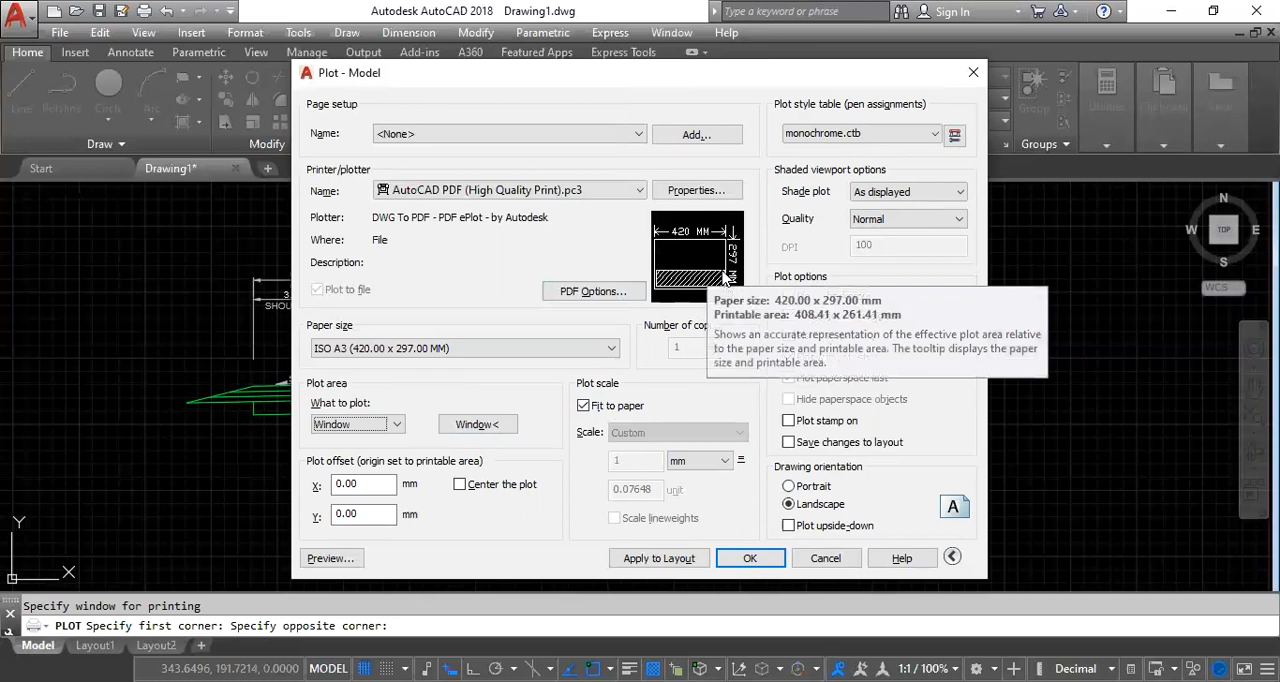 Autodesk AutoCAD 2018 Drawing1.dwg
Type a keyword or phrase
Sign In
File Edit View Insert Format Tools Draw Dimension Modify Parametric Express Window Help
Home Insert Annotate Parametric View Manage Output Add-ins A360 Featured Apps Express Tools
Line Polyline Circle Arc
Group Utilities Clipboard View
Draw Modify Groups
Start Drawing1*
Plot - Model
Page setup
Name: <None> Add...
Plot style table (pen assignments)
monochrome.ctb
Printer/plotter
Name: AutoCAD PDF (High Quality Print).pc3 Properties...
Plotter: DWG To PDF - PDF ePlot - by Autodesk
Where: File
Description:
Plot to file
PDF Options...
420 MM
297 MM
Shaded viewport options
Shade plot As displayed
Quality Normal
DPI 100
Plot options
Paper size: 420.00 x 297.00 mm
Printable area: 408.41 x 261.41 mm
Shows an accurate representation of the effective plot area relative
to the paper size and printable area. The tooltip displays the paper
size and printable area.
Paper size
ISO A3 (420.00 x 297.00 MM)
Number of cop
1
Plot paperspace last
Hide paperspace objects
Plot stamp on
Save changes to layout
Plot area
What to plot:
Window Window<
Plot scale
Fit to paper
Scale: Custom
1 mm =
0.07648 unit
Scale lineweights
Plot offset (origin set to printable area)
X: 0.00 mm Center the plot
Y: 0.00 mm
Drawing orientation
Portrait
Landscape
A
Plot upside-down
Preview... Apply to Layout OK Cancel Help
SHOU
3
N
W TOP E
S
WCS
Y
X
Specify window for printing
PLOT Specify first corner: Specify opposite corner:
Model Layout1 Layout2 +
343.6496, 191.7214, 0.0000 MODEL 1:1 / 100% Decimal